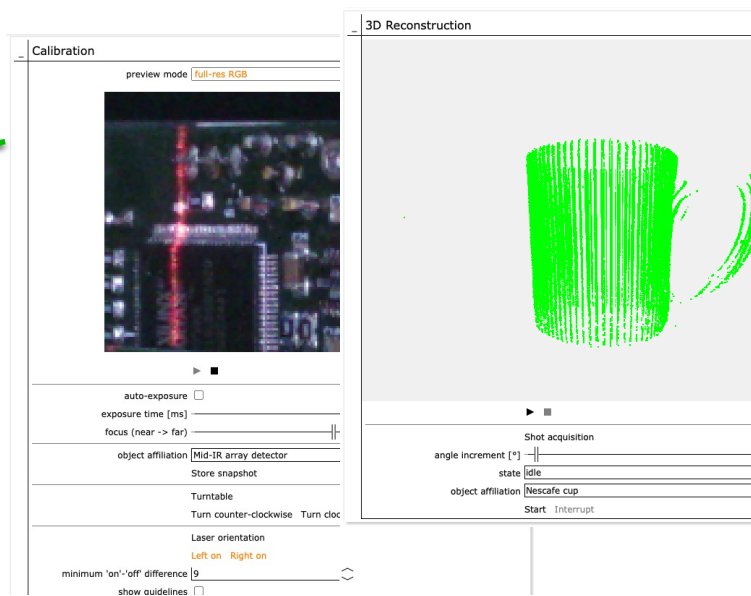 Calibration
preview mode full-res RGB
auto-exposure
exposure time [ms]
focus (near -> far)
object affiliation Mid-IR array detector
Store snapshot
Turntable
Turn counter-clockwise Turn cloc
Laser orientation
Left on Right on
minimum 'on'-'off' difference 9
show guidelines
3D Reconstruction
Shot acquisition
angle increment [°]
state idle
object affiliation Nescafe cup
Start Interrupt